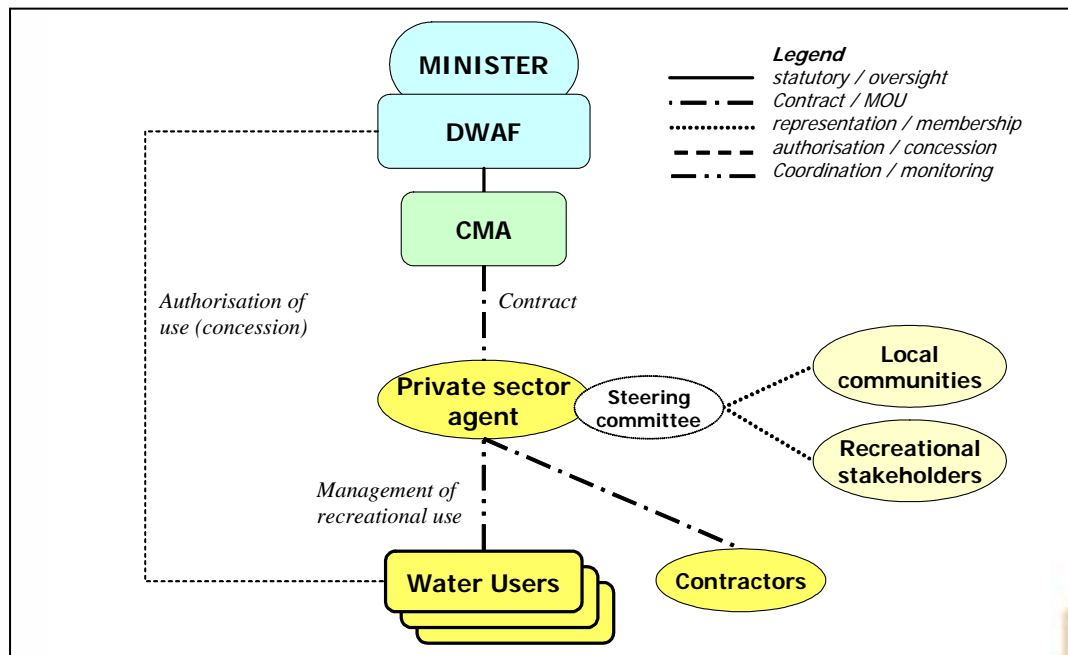 MINISTER
DWAF
CMA
Legend
statutory / oversight
Contract / MOU
representation / membership
authorisation / concession
Coordination / monitoring
Authorisation of
use (concession)
Contract
Private sector
agent
Steering
committee
Local
communities
Recreational
stakeholders
Management of
recreational use
Water Users
Contractors